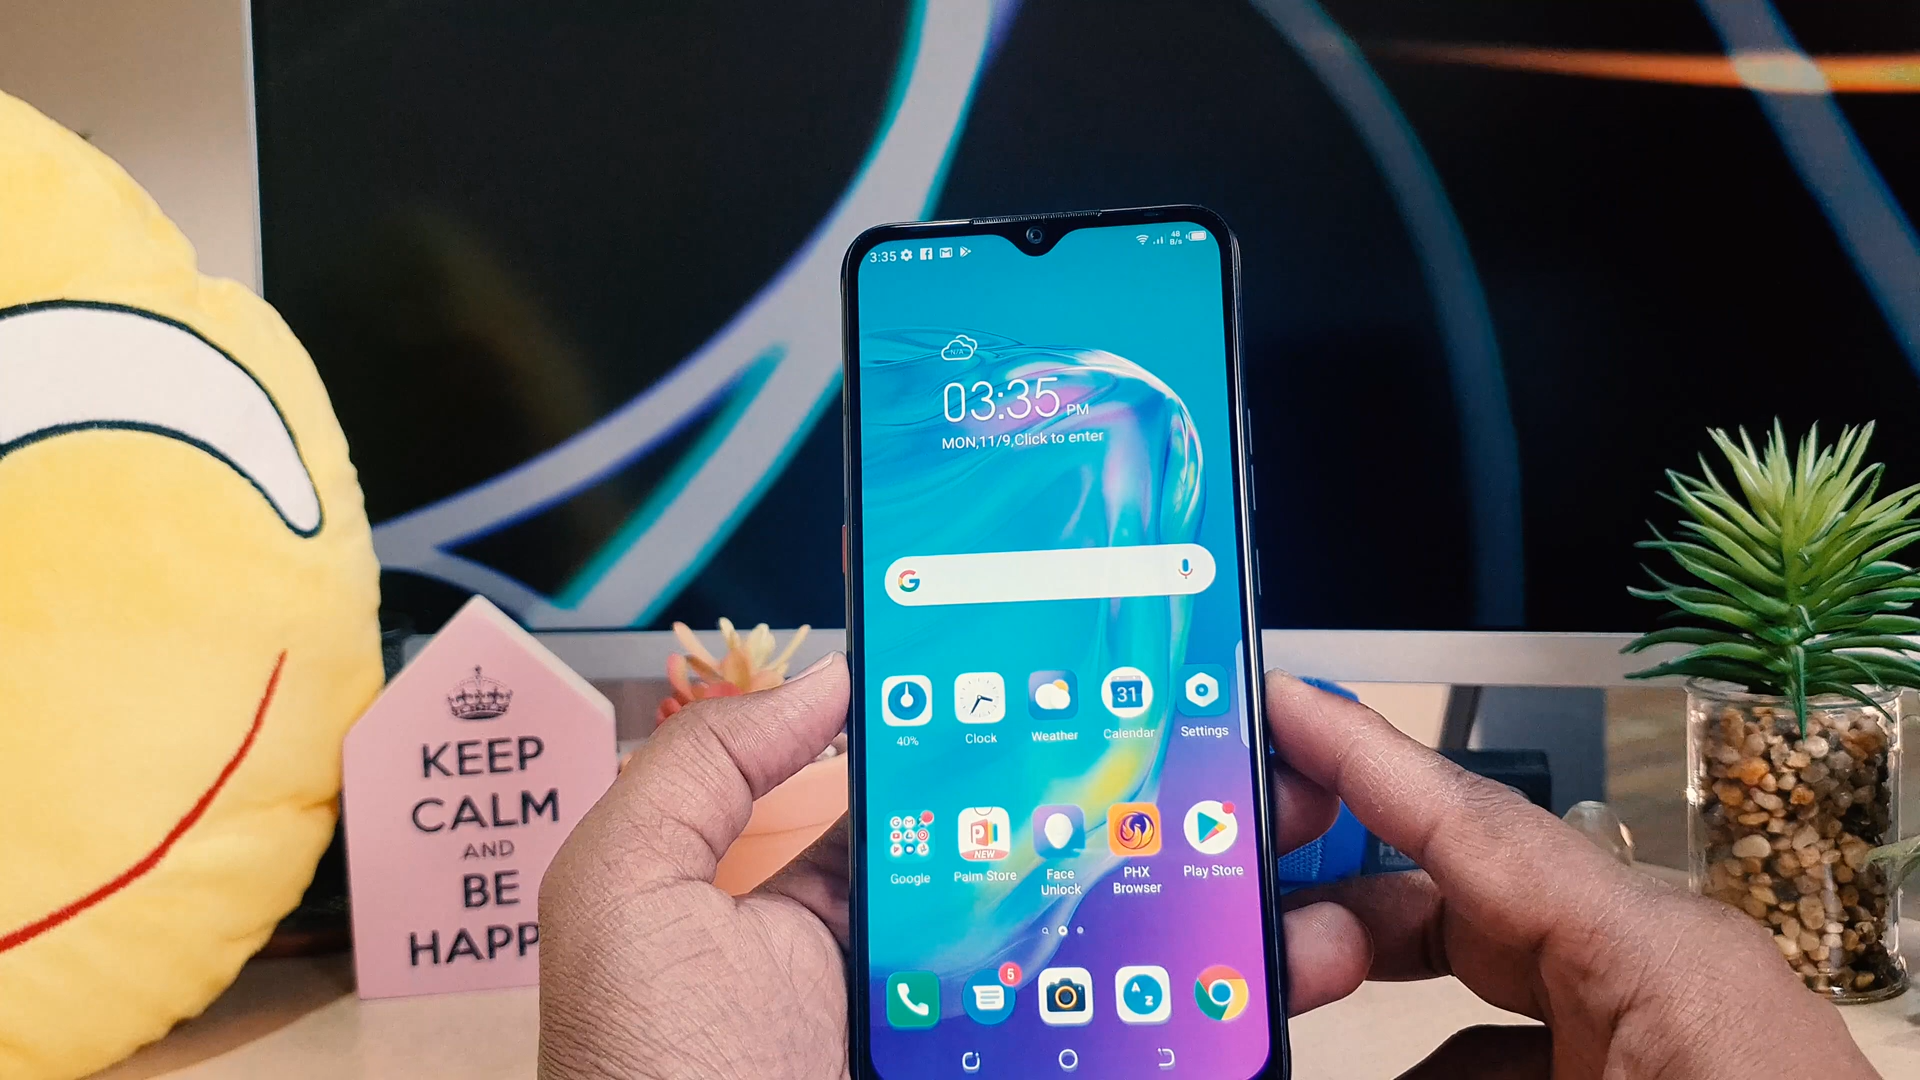 3:35
48
B/s
N/A
03:35 PM
MON,11/9,Click to enter
G
31
40%
Clock
Weather
Calendar
Settings
P
NEW
Google
Palm Store
Face
Unlock
PHX
Browser
Play Store
5
A
Z
KEEP
CALM
AND
BE
HAPP